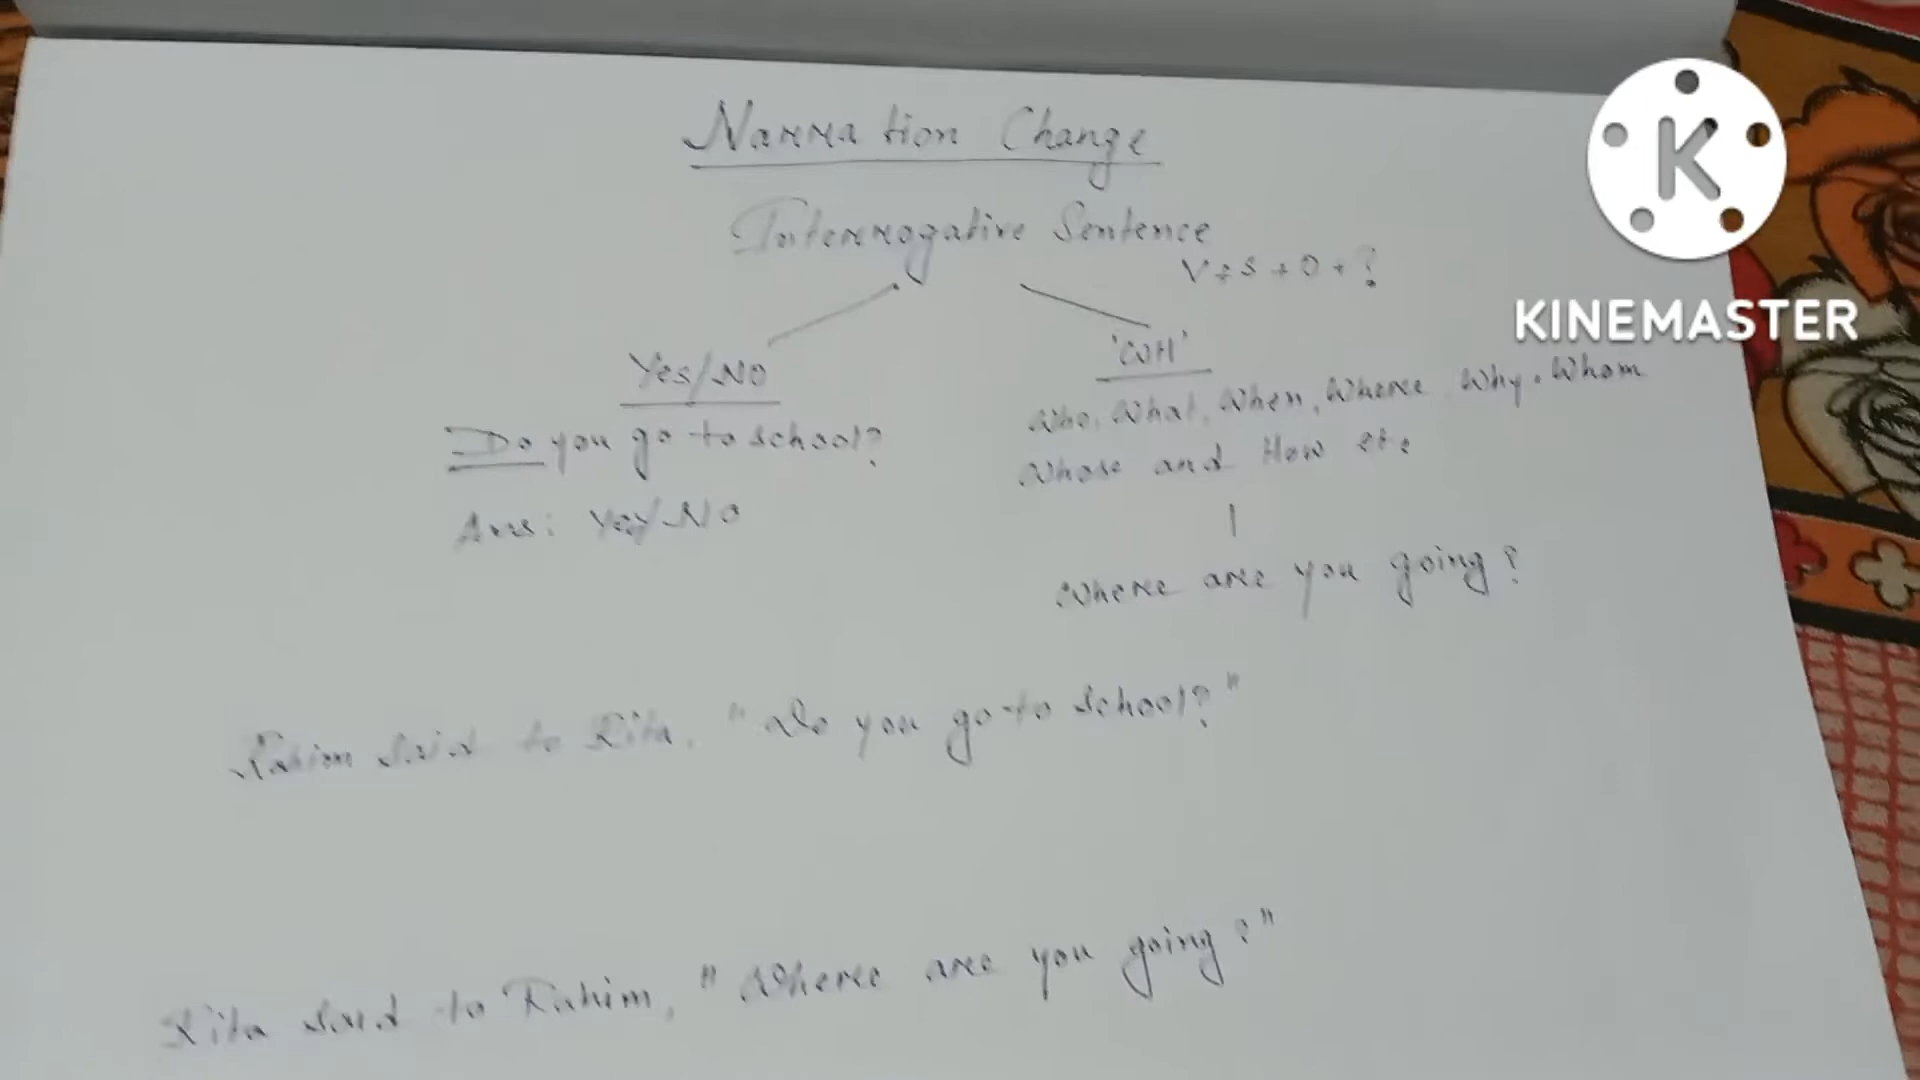 Narration Change
Interrogative Sentence
V + S + O + ?
Yes/No
Do you go to school?
Ans: Yes/No
'WH'
Who, What, When, Where, Why, Whom
Whose and How etc
Where are you going?
Rahim said to Rita, "Do you go to school?"
Rita said to Rahim, "Where are you going?"
K
KINEMASTER